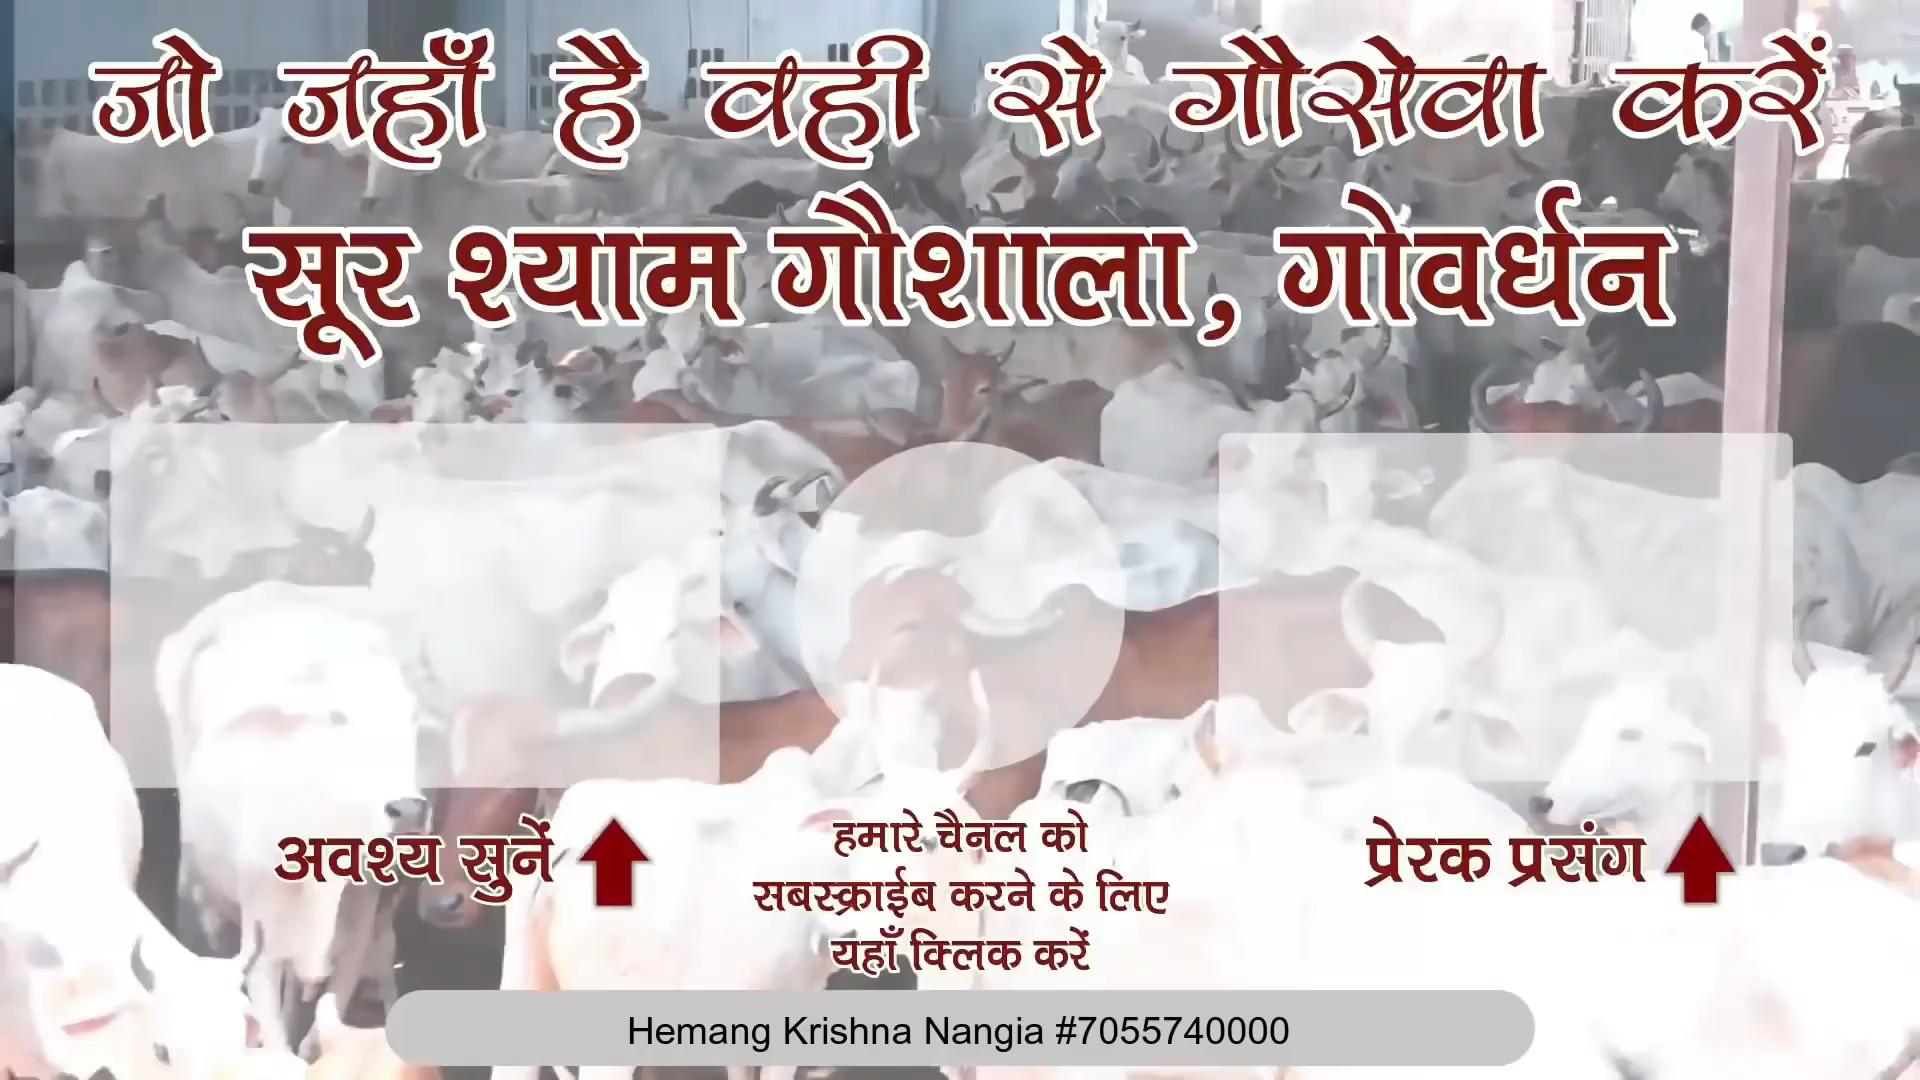 जो जहाँ है वही से गौसेवा करें
सूर श्याम गौशाला, गोवर्धन
अवश्य सुनें
हमारे चैनल को
सबस्क्राईब करने के लिए
यहाँ क्लिक करें
प्रेरक प्रसंग
Hemang Krishna Nangia #7055740000